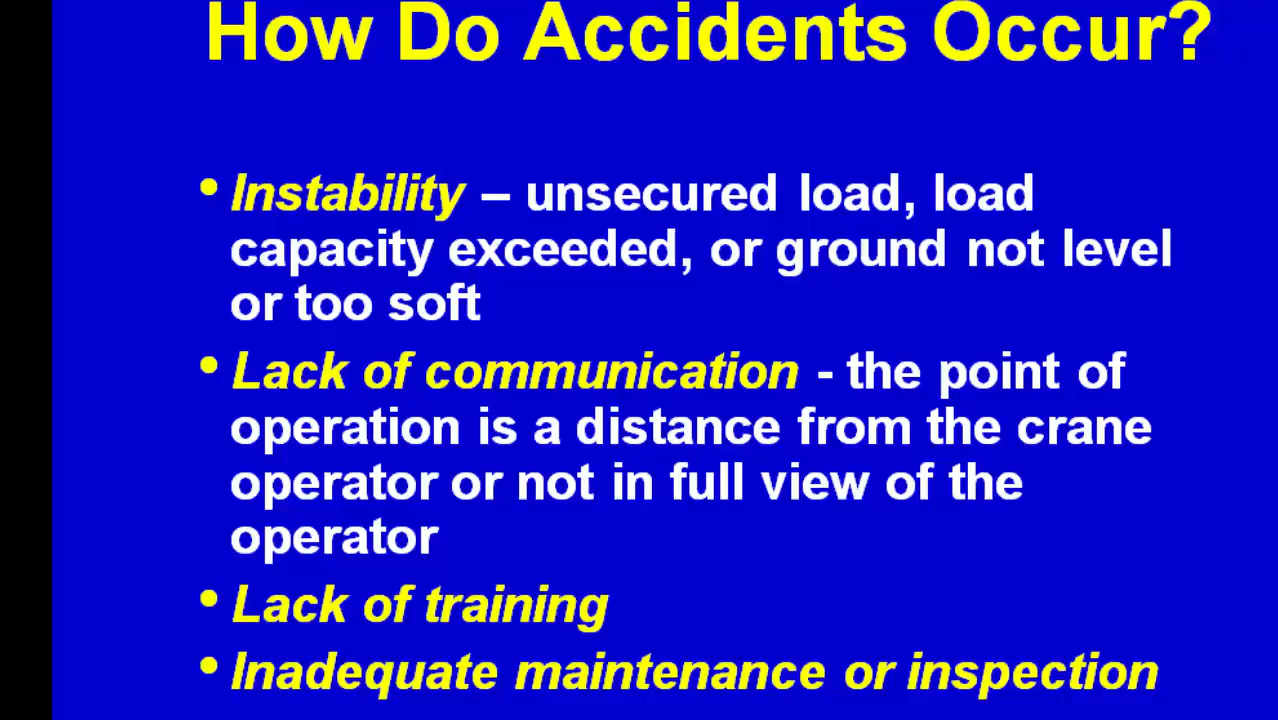 How Do Accidents Occur?
• Instability – unsecured load, load
capacity exceeded, or ground not level
or too soft
• Lack of communication - the point of
operation is a distance from the crane
operator or not in full view of the
operator
• Lack of training
• Inadequate maintenance or inspection